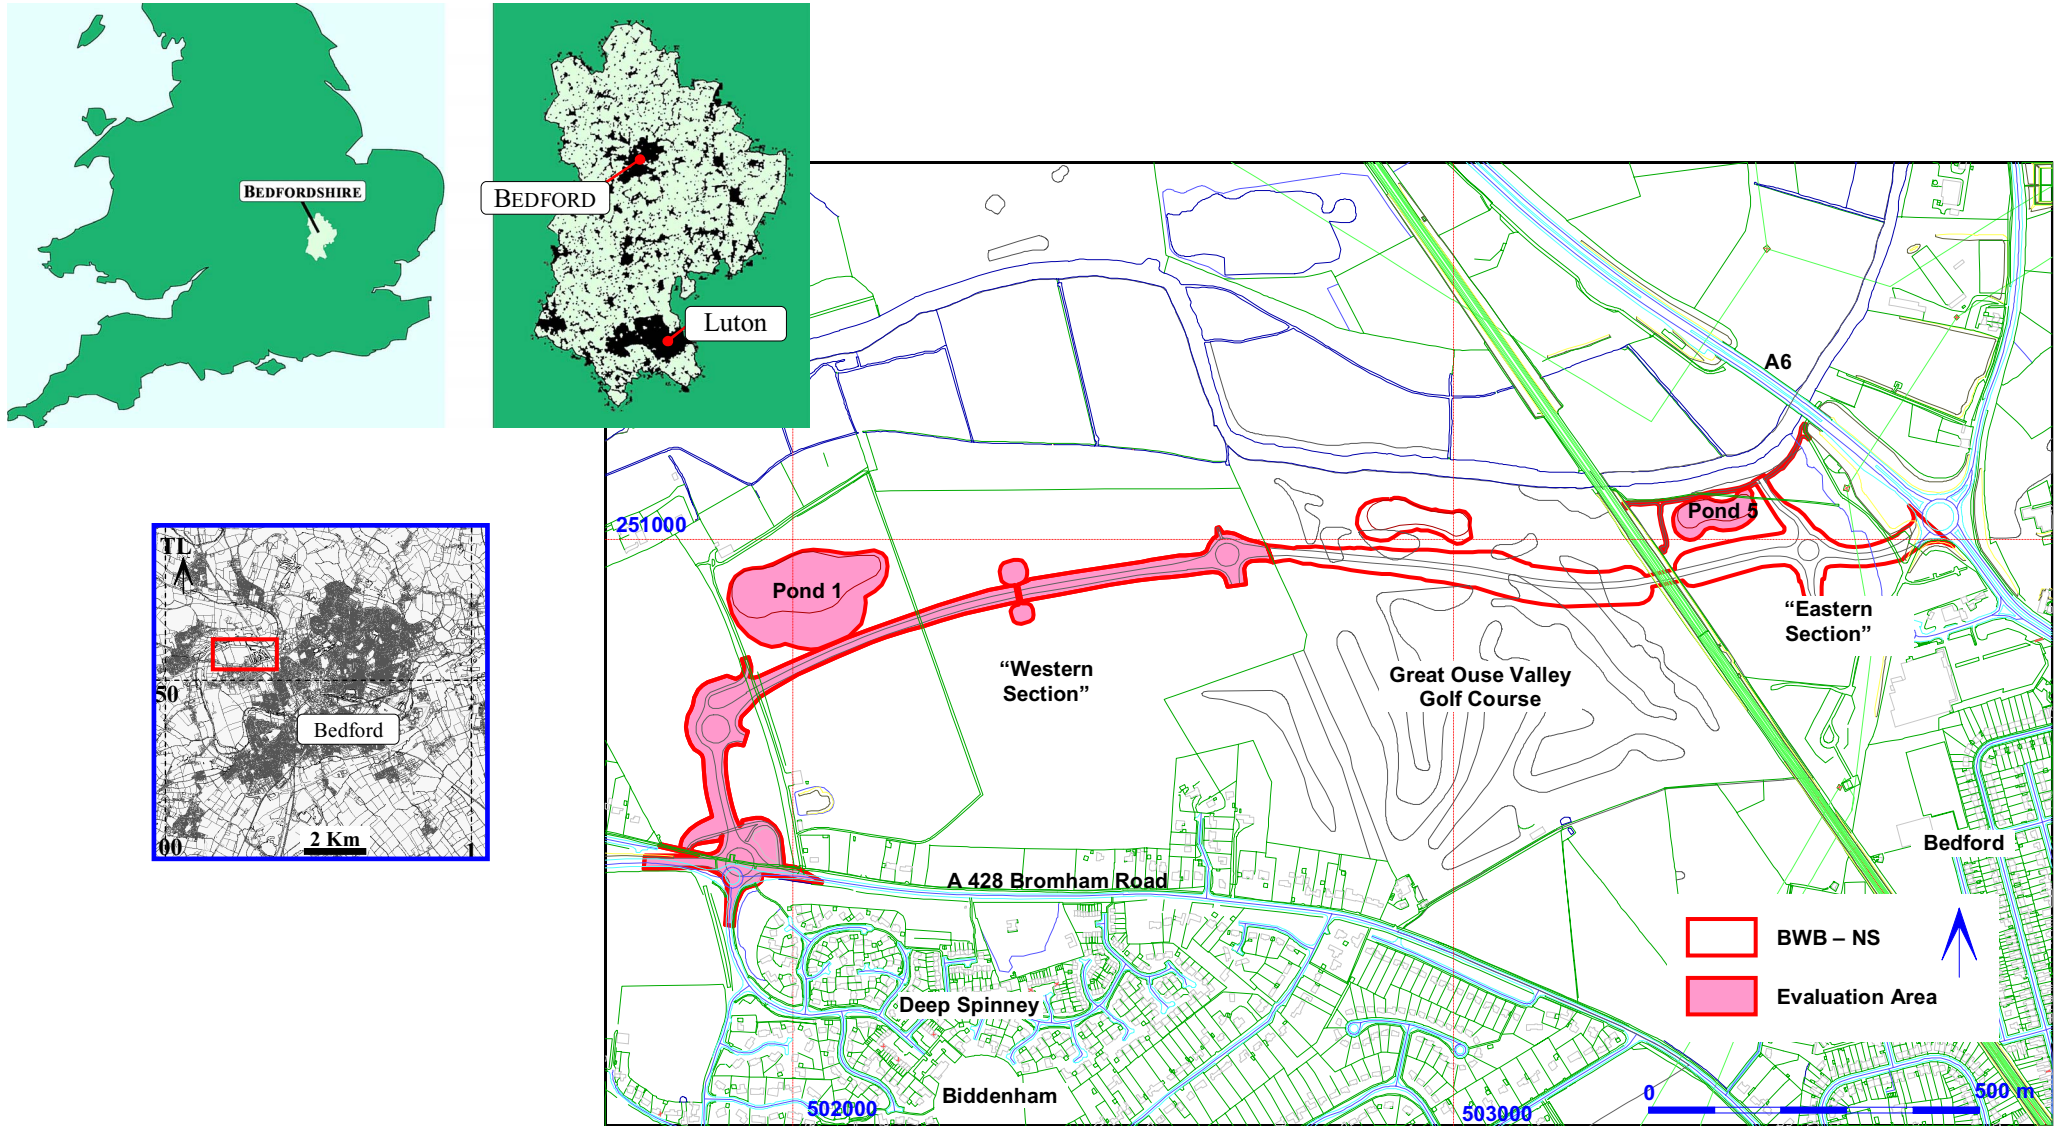 BEDFORDSHIRE
BEDFORD
Luton
TL
50
00
1
Bedford
2 Km
A6
251000
Pond 5
Pond 1
“Eastern
Section”
“Western
Section”
Great Ouse Valley
Golf Course
Bedford
A 428 Bromham Road
BWB – NS
Evaluation Area
Deep Spinney
Biddenham
502000
503000
0
500 m